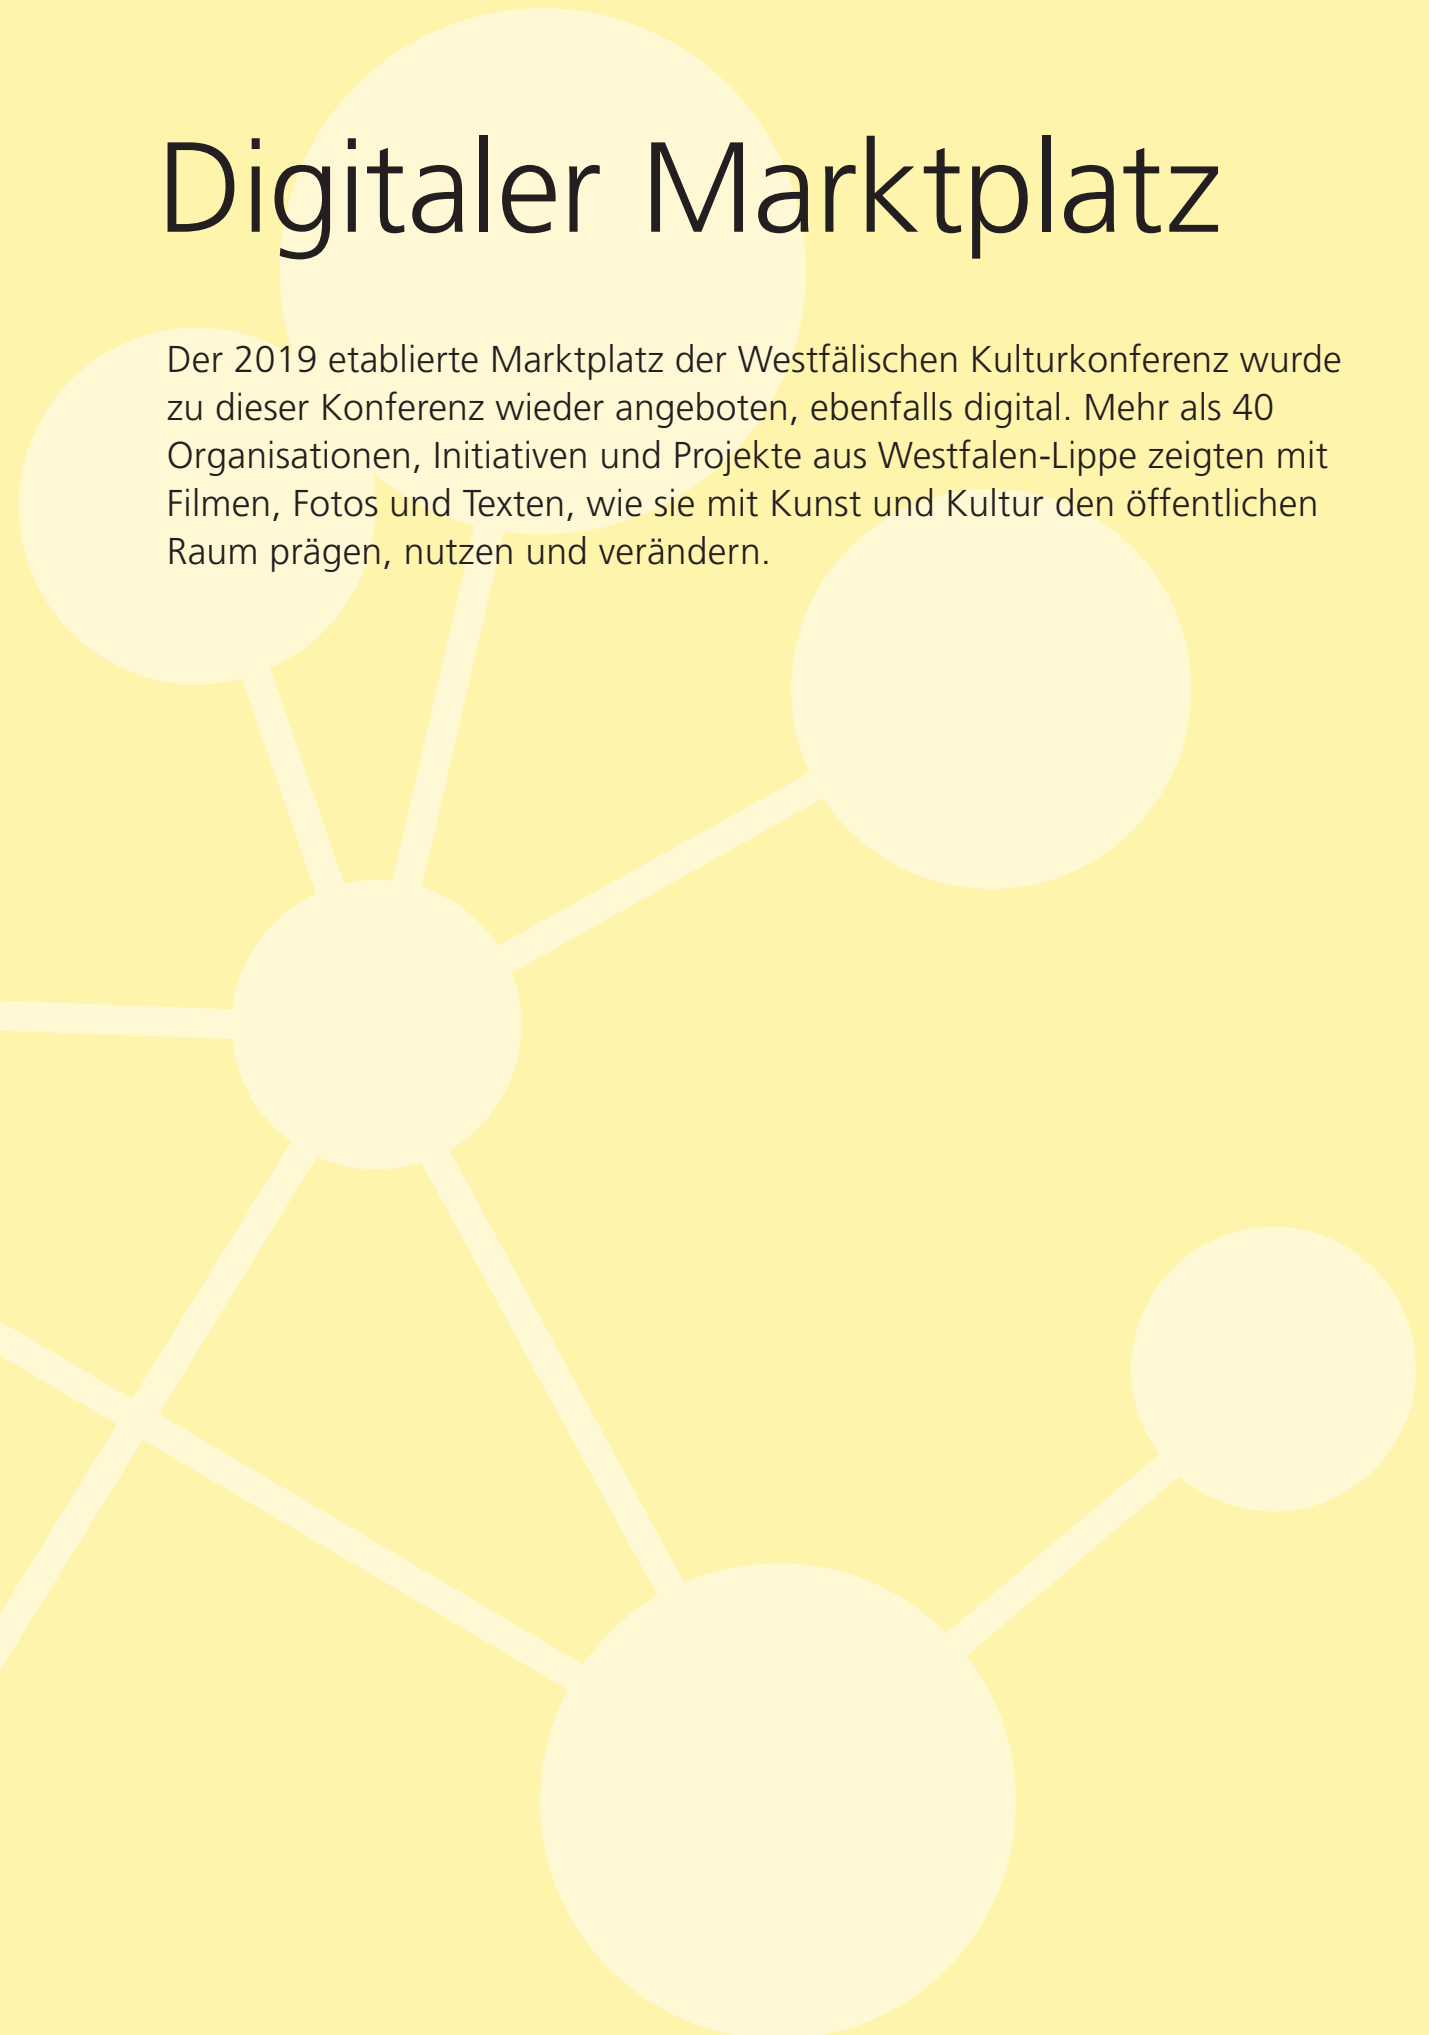 Digitaler Marktplatz
Der 2019 etablierte Marktplatz der Westfälischen Kulturkonferenz wurde
zu dieser Konferenz wieder angeboten, ebenfalls digital. Mehr als 40
Organisationen, Initiativen und Projekte aus Westfalen-Lippe zeigten mit
Filmen, Fotos und Texten, wie sie mit Kunst und Kultur den öffentlichen
Raum prägen, nutzen und verändern.